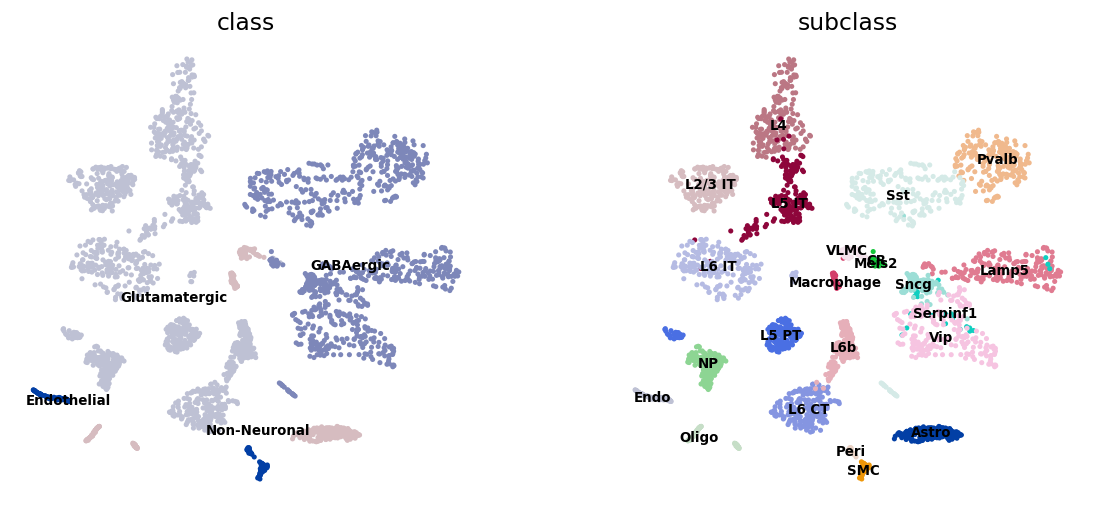 class
GABAergic
Glutamatergic
Endothelial
Non-Neuronal
subclass
L4
Pvalb
L2/3 IT
Sst
L5 IT
VLMC
CR
Meis2
L6 IT
Lamp5
Macrophage
Sncg
Serpinf1
L5 PT
Vip
L6b
NP
Endo
L6 CT
Oligo
Astro
Peri
SMC